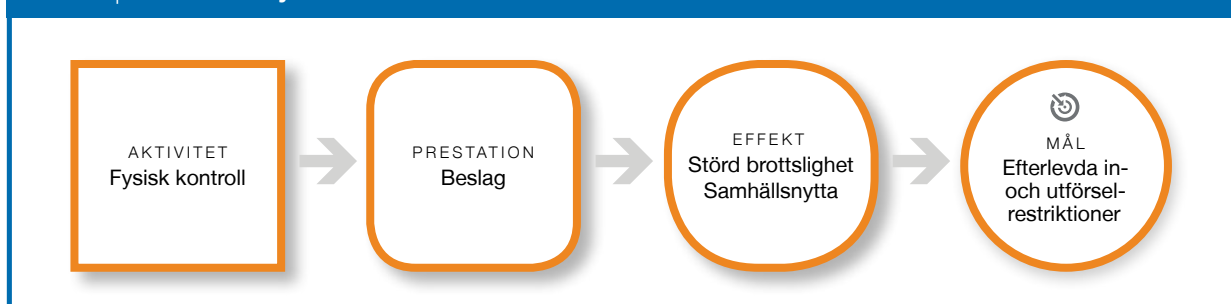 AKTIVITET
Fysisk kontroll
PRESTATION
Beslag
EFFEKT
Störd brottslighet
Samhällsnytta
MÅL
Efterlevda in-
och utförsel-
restriktioner